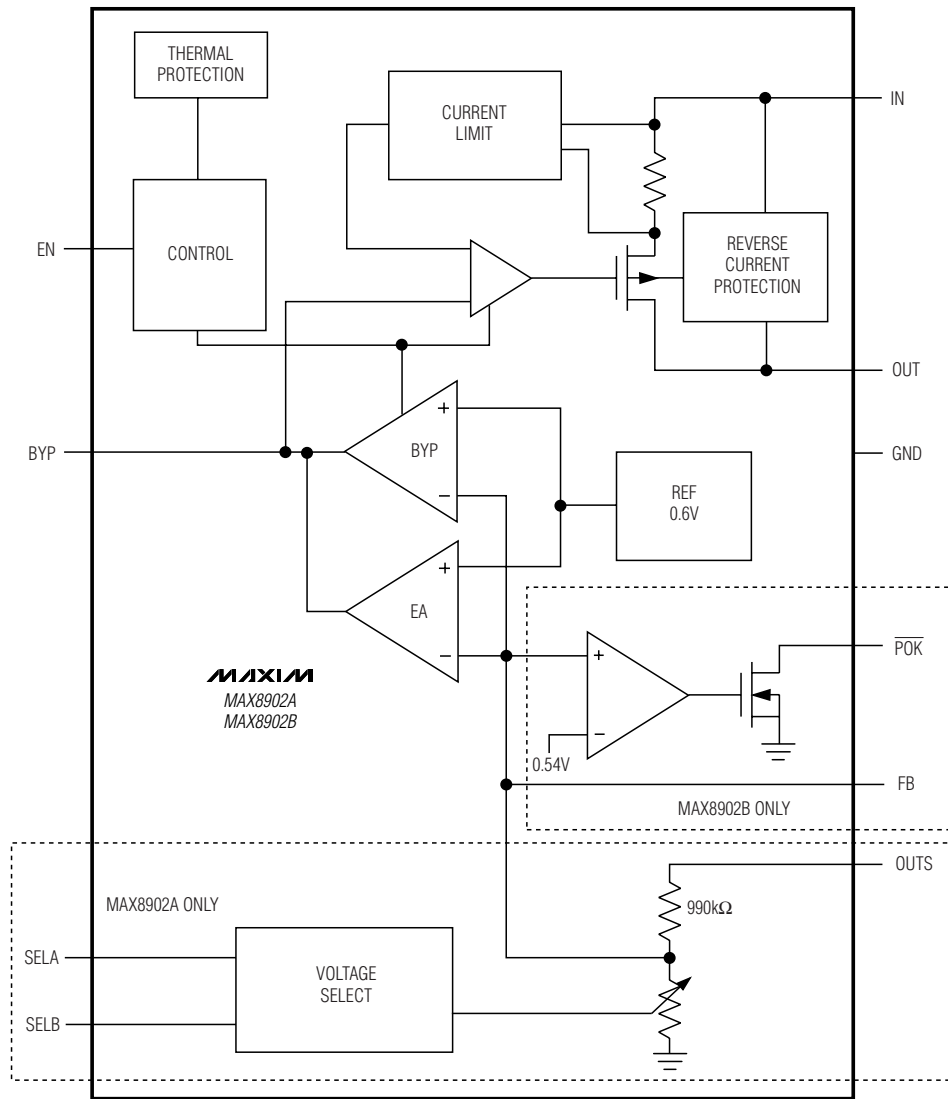 THERMAL
PROTECTION
CURRENT
LIMIT
IN
EN
CONTROL
REVERSE
CURRENT
PROTECTION
OUT
BYP
+
BYP
−
GND
REF
0.6V
+
EA
−
MAXIM
MAX8902A
MAX8902B
+
−
0.54V
P̅O̅K̅
FB
MAX8902B ONLY
OUTS
MAX8902A ONLY
990kΩ
SELA
SELB
VOLTAGE
SELECT